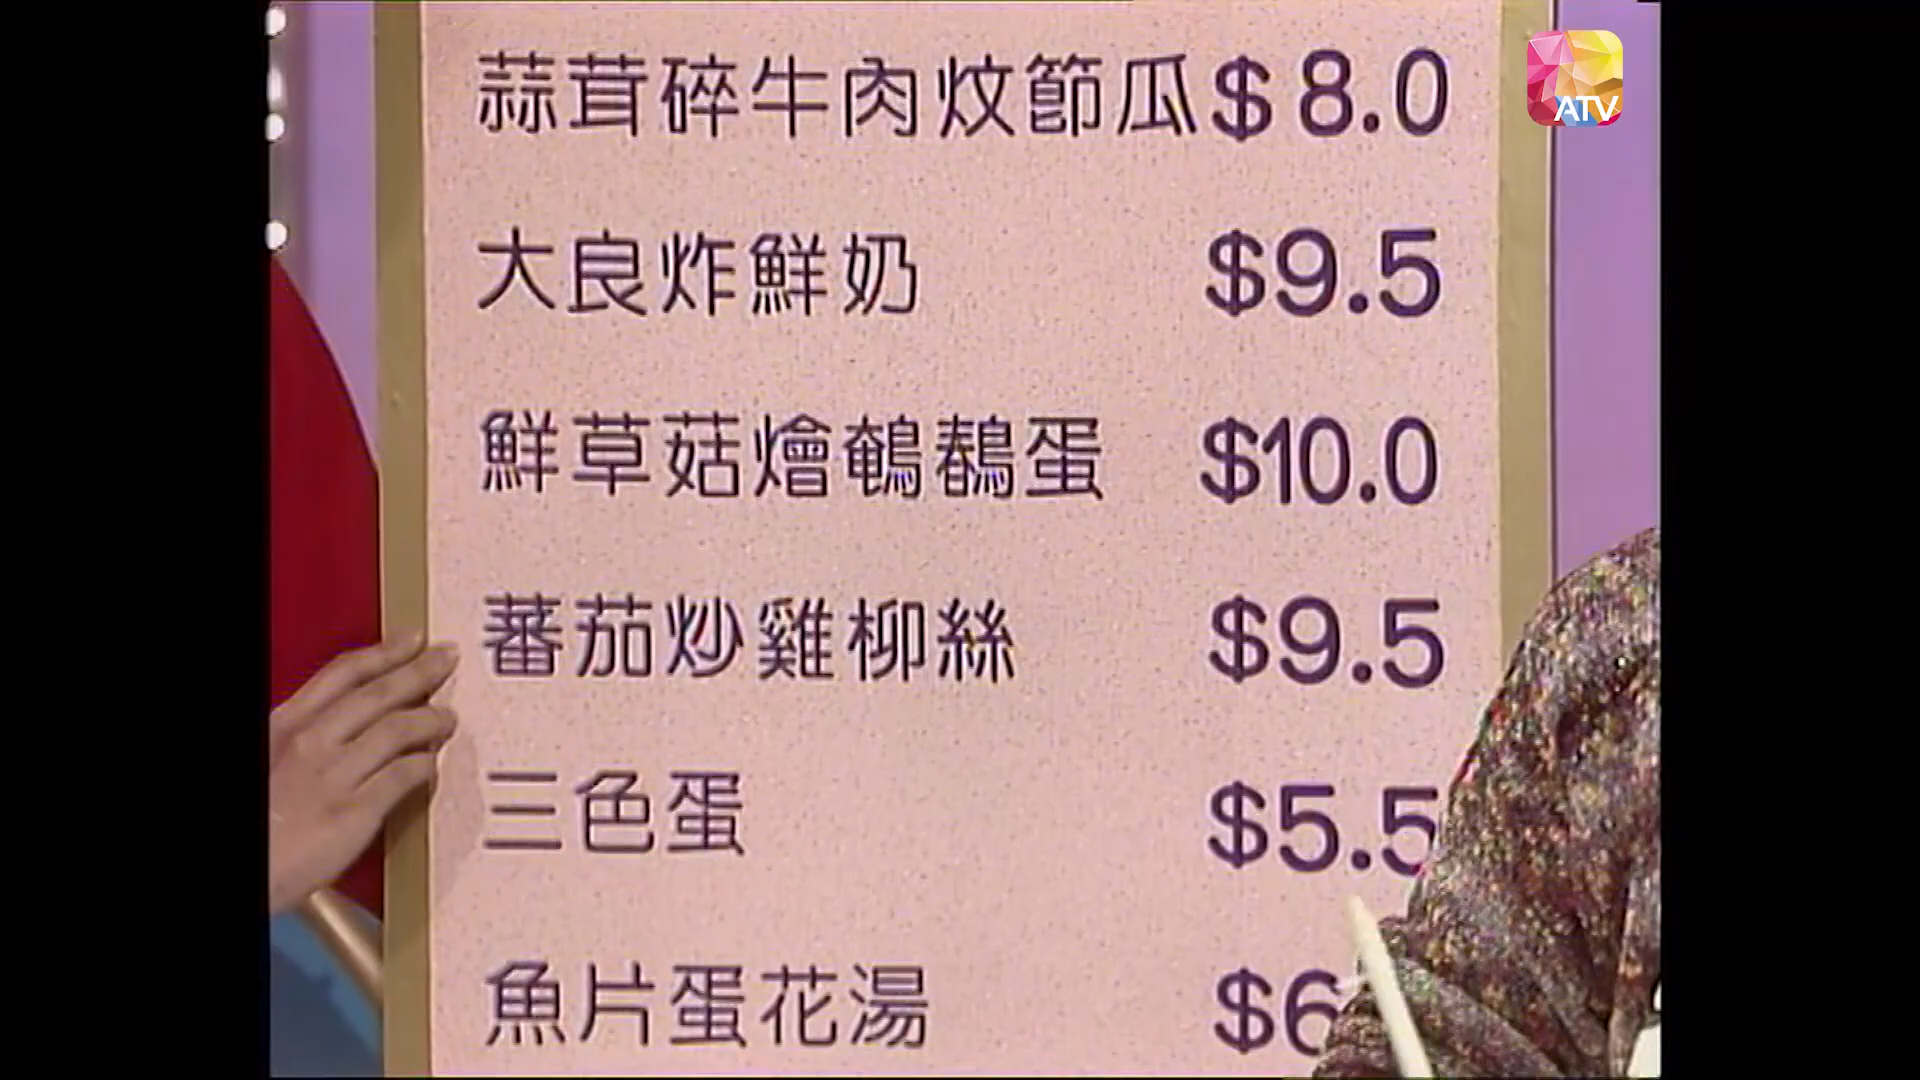 蒜茸碎牛肉炆節瓜 $8.0
ATV
大良炸鮮奶 $9.5
鮮草菇燴鵪鶉蛋 $10.0
蕃茄炒雞柳絲 $9.5
三色蛋 $5.5
魚片蛋花湯 $6